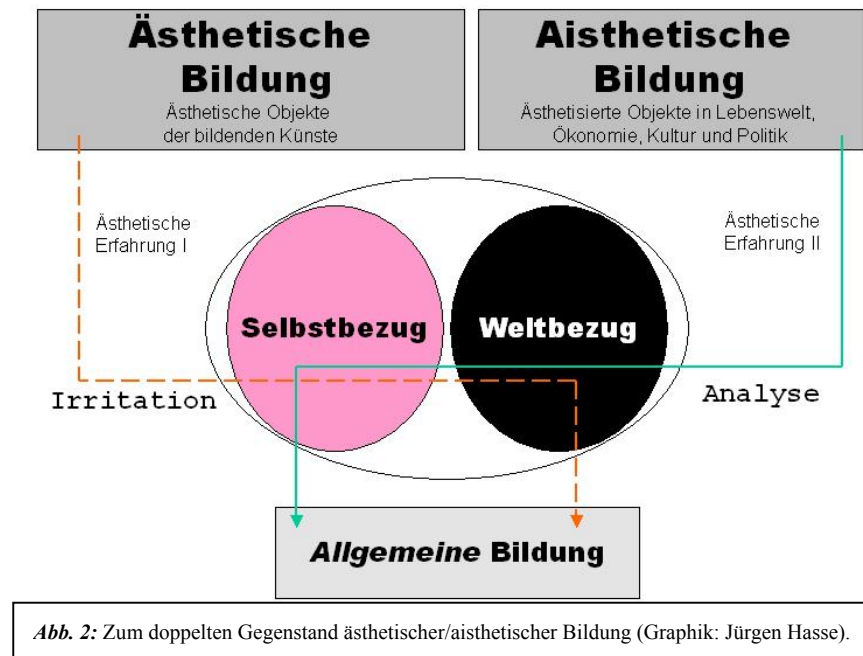 Ästhetische
Bildung
Ästhetische Objekte
der bildenden Künste
Aisthetische
Bildung
Ästhetisierte Objekte in Lebenswelt,
Ökonomie, Kultur und Politik
Ästhetische
Erfahrung I
Ästhetische
Erfahrung II
Selbstbezug
Weltbezug
Irritation
Analyse
Allgemeine Bildung
Abb. 2: Zum doppelten Gegenstand ästhetischer/aisthetischer Bildung (Graphik: Jürgen Hasse).